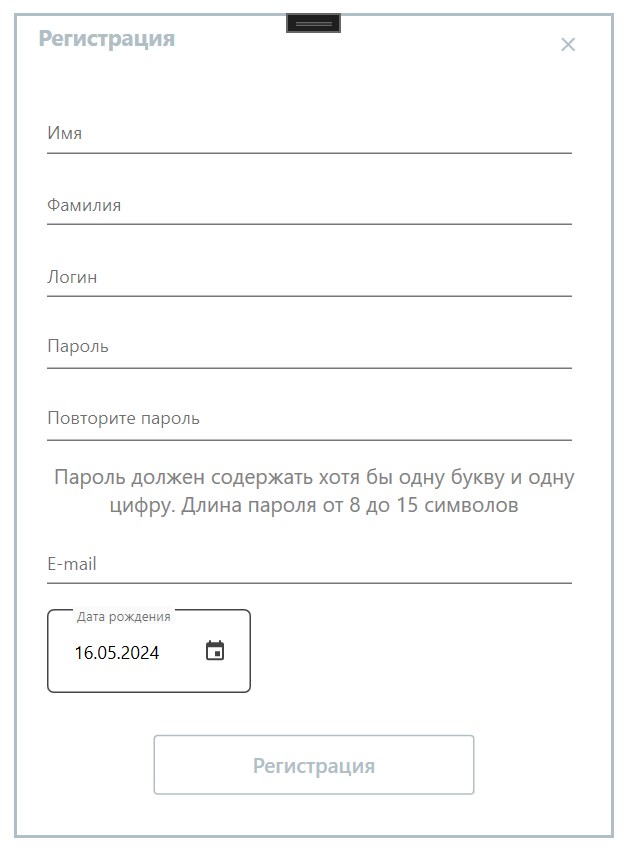 Регистрация
Имя
Фамилия
Логин
Пароль
Повторите пароль
Пароль должен содержать хотя бы одну букву и одну
цифру. Длина пароля от 8 до 15 символов
E-mail
Дата рождения
16.05.2024
Регистрация